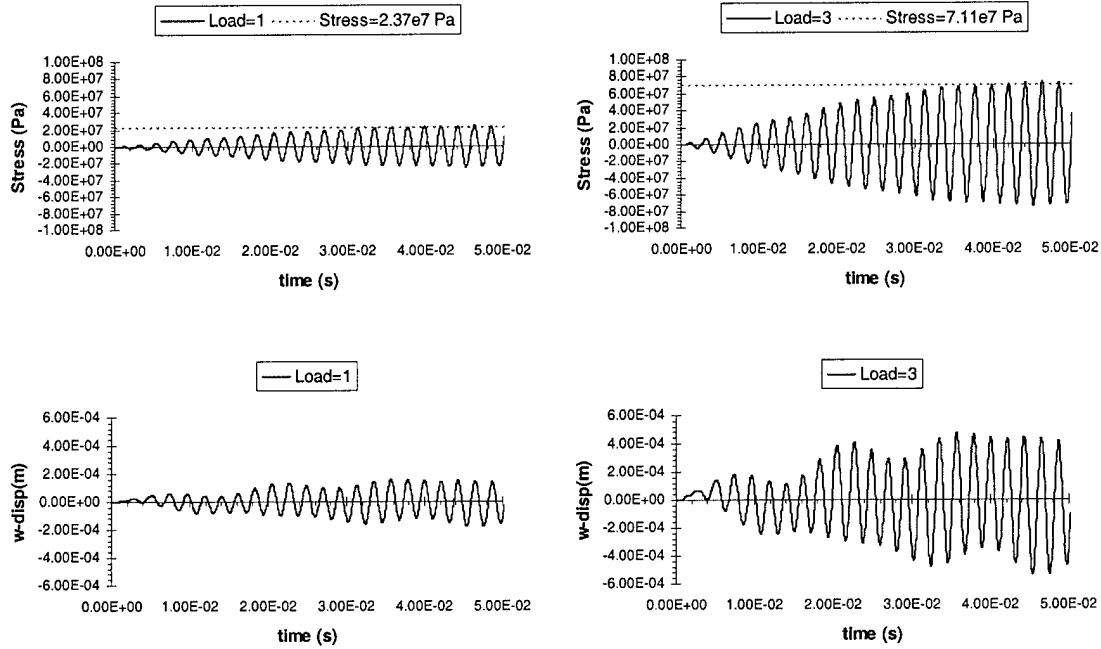 Load=1 Stress=2.37e7 Pa
1.00E+08
8.00E+07
6.00E+07
4.00E+07
2.00E+07
0.00E+00
-2.00E+07
-4.00E+07
-6.00E+07
-8.00E+07
-1.00E+08
Stress (Pa)
0.00E+00 1.00E-02 2.00E-02 3.00E-02 4.00E-02 5.00E-02
time (s)
Load=3 Stress=7.11e7 Pa
1.00E+08
8.00E+07
6.00E+07
4.00E+07
2.00E+07
0.00E+00
-2.00E+07
-4.00E+07
-6.00E+07
-8.00E+07
-1.00E+08
Stress (Pa)
0.00E+00 1.00E-02 2.00E-02 3.00E-02 4.00E-02 5.00E-02
time (s)
Load=1
6.00E-04
4.00E-04
2.00E-04
0.00E+00
-2.00E-04
-4.00E-04
-6.00E-04
w-disp(m)
0.00E+00 1.00E-02 2.00E-02 3.00E-02 4.00E-02 5.00E-02
time (s)
Load=3
6.00E-04
4.00E-04
2.00E-04
0.00E+00
-2.00E-04
-4.00E-04
-6.00E-04
w-disp(m)
0.00E+00 1.00E-02 2.00E-02 3.00E-02 4.00E-02 5.00E-02
time (s)